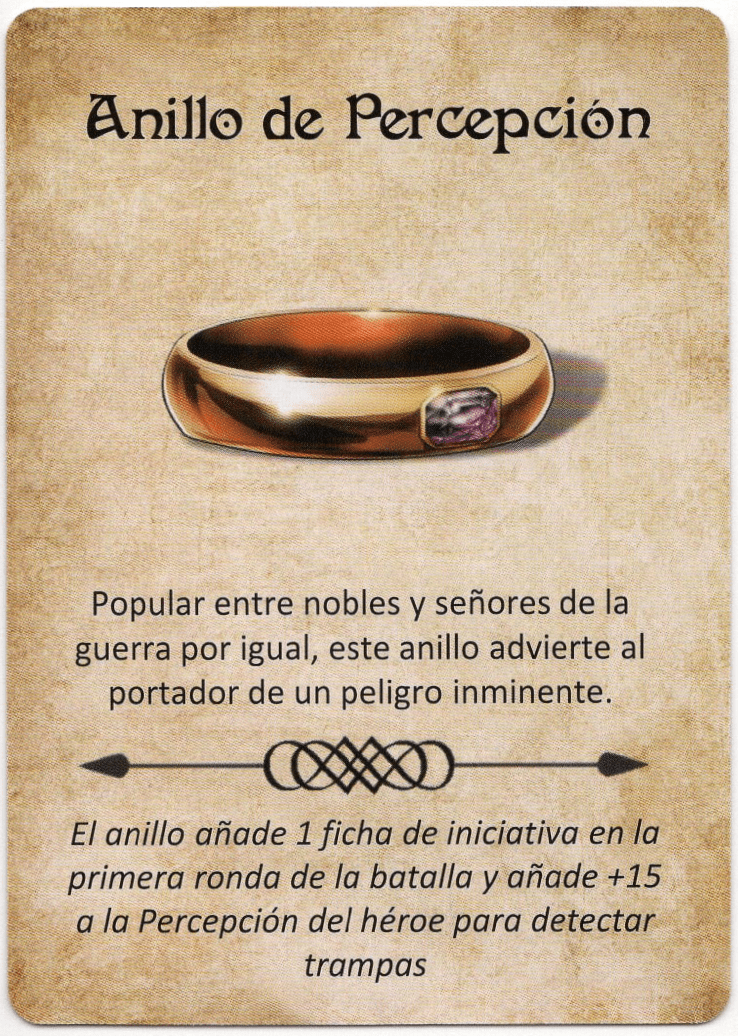 Anillo de Percepción
Popular entre nobles y señores de la
guerra por igual, este anillo advierte al
portador de un peligro inminente.
El anillo añade 1 ficha de iniciativa en la
primera ronda de la batalla y añade +15
a la Percepción del héroe para detectar
trampas